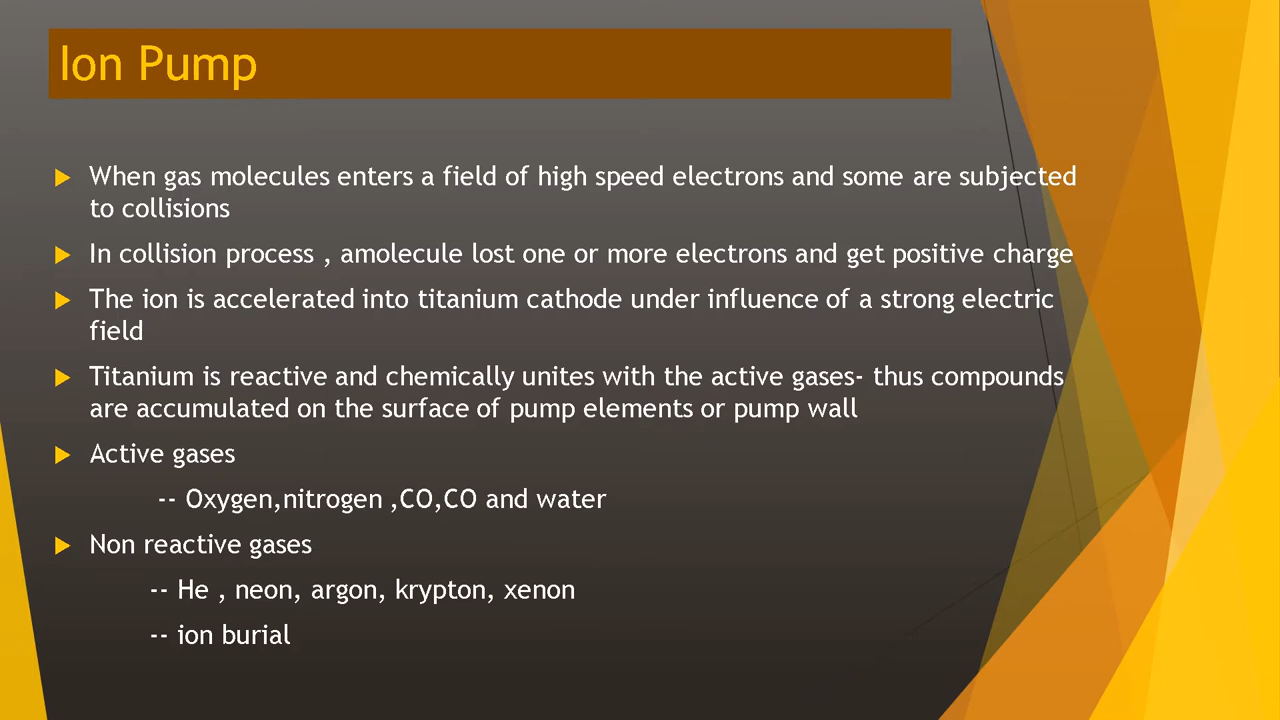 Ion Pump
When gas molecules enters a field of high speed electrons and some are subjected
to collisions
In collision process , amolecule lost one or more electrons and get positive charge
The ion is accelerated into titanium cathode under influence of a strong electric
field
Titanium is reactive and chemically unites with the active gases- thus compounds
are accumulated on the surface of pump elements or pump wall
Active gases
-- Oxygen,nitrogen ,CO,CO and water
Non reactive gases
-- He , neon, argon, krypton, xenon
-- ion burial